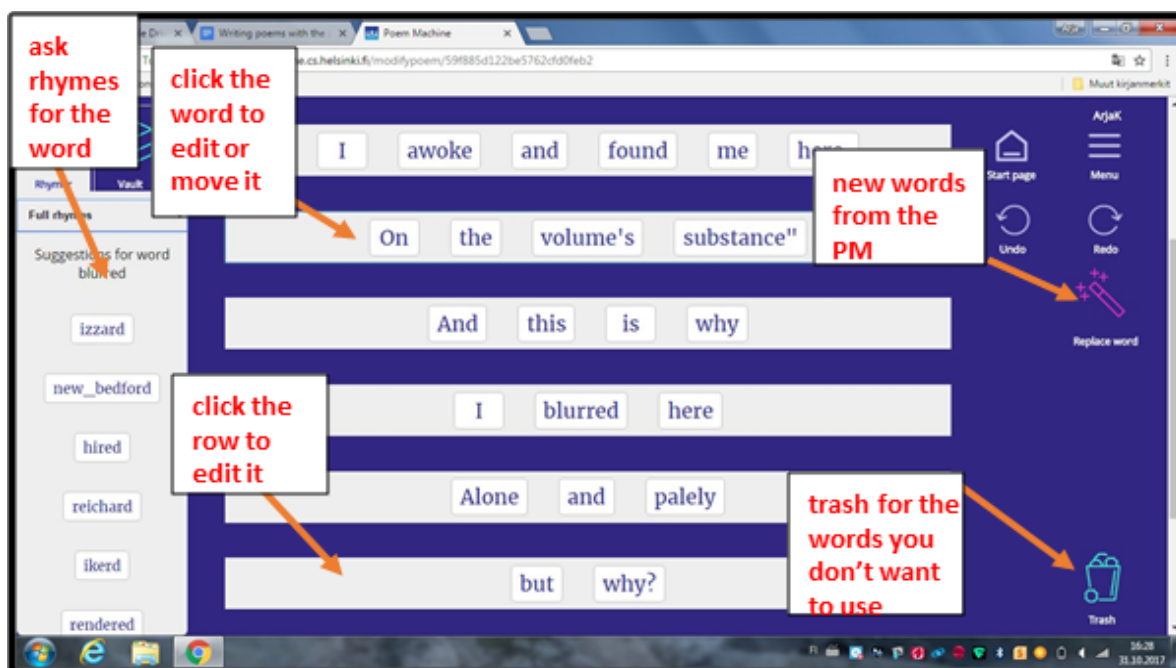 Writing poems with the
Poem Machine
cs.helsinki.fi/modifypoem/59f885d122be5762cfd0feb2
Muut kirjanmerkit
ask
rhymes
for the
word
click the
word to
edit or
move it
new words
from the
PM
click the
row to
edit it
trash for the
words you
don't want
to use
Vault
Full rhymes
Suggestions for word
blurred
izzard
new_bedford
hired
reichard
ikerd
rendered
I awoke and found me here
On the volume's substance"
And this is why
I blurred here
Alone and palely
but why?
ArjaK
Start page
Menu
Undo
Redo
Replace word
Trash
FI
16:28
31.10.2017